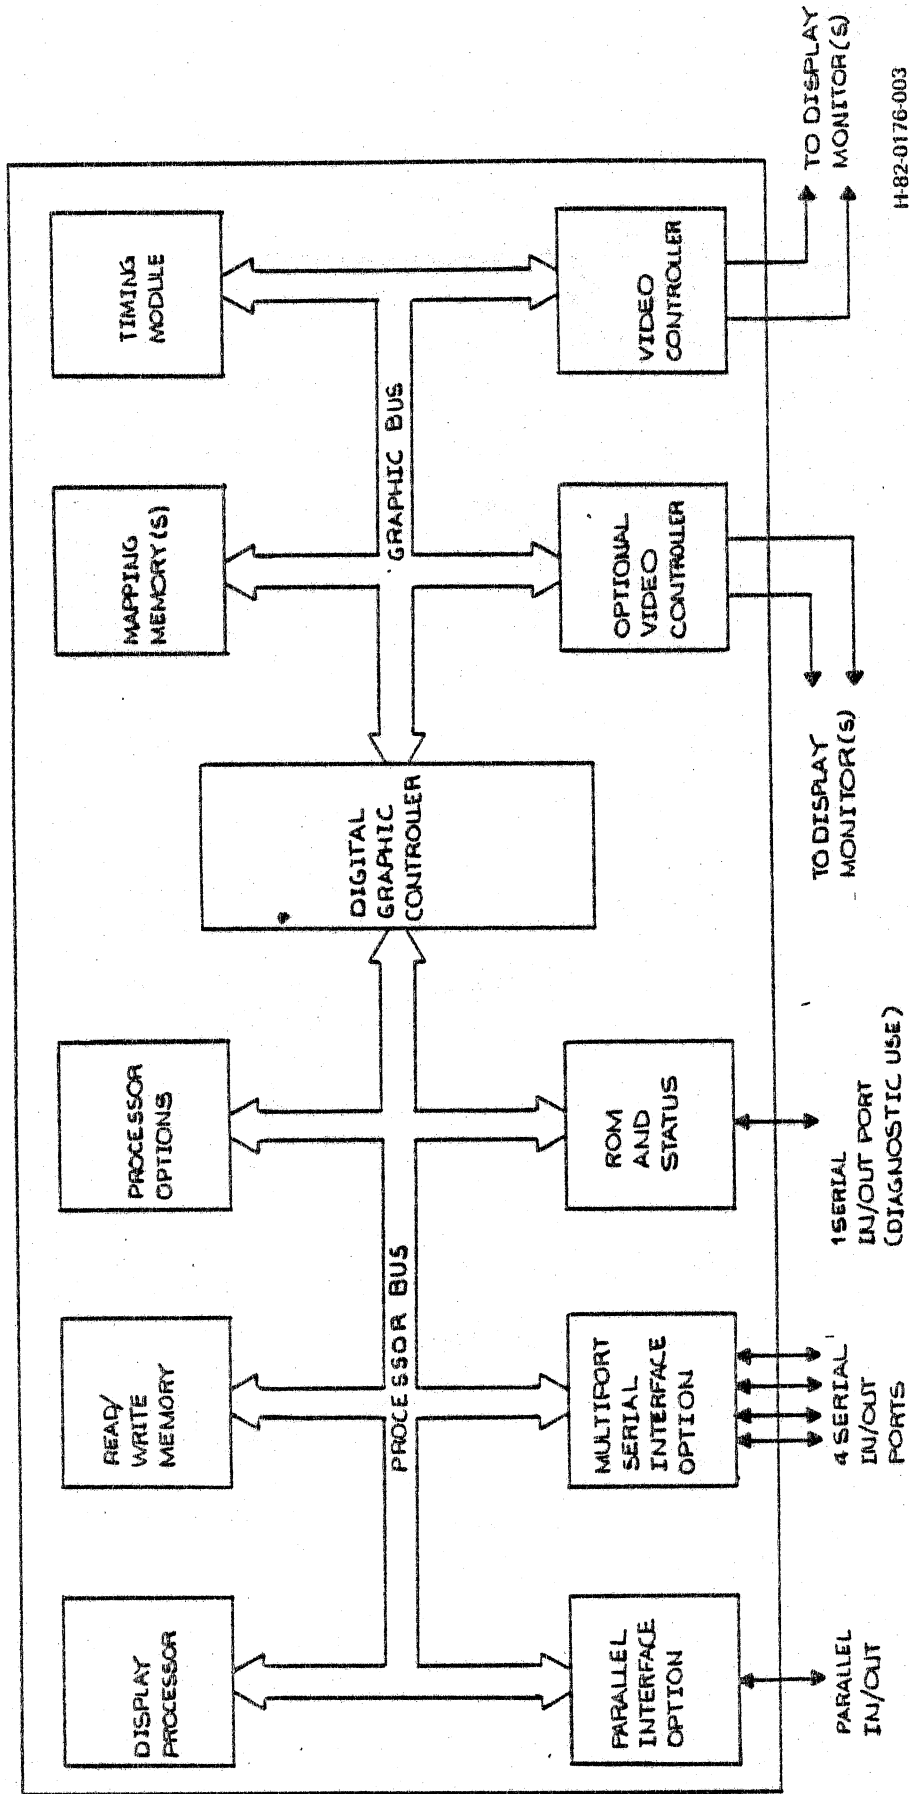 DISPLAY
PROCESSOR
READ/
WRITE
MEMORY
PROCESSOR
OPTIONS
MAPPING
MEMORY(S)
TIMING
MODULE
DIGITAL
GRAPHIC
CONTROLLER
PROCESSOR BUS
GRAPHIC BUS
PARALLEL
INTERFACE
OPTION
MULTIPORT
SERIAL
INTERFACE
OPTION
ROM
AND
STATUS
OPTIONAL
VIDEO
CONTROLLER
VIDEO
CONTROLLER
PARALLEL
IN/OUT
4 SERIAL
IN/OUT
PORTS
1 SERIAL
IN/OUT PORT
(DIAGNOSTIC USE)
TO DISPLAY
MONITOR(S)
TO DISPLAY
MONITOR(S)
H-82-0176-003